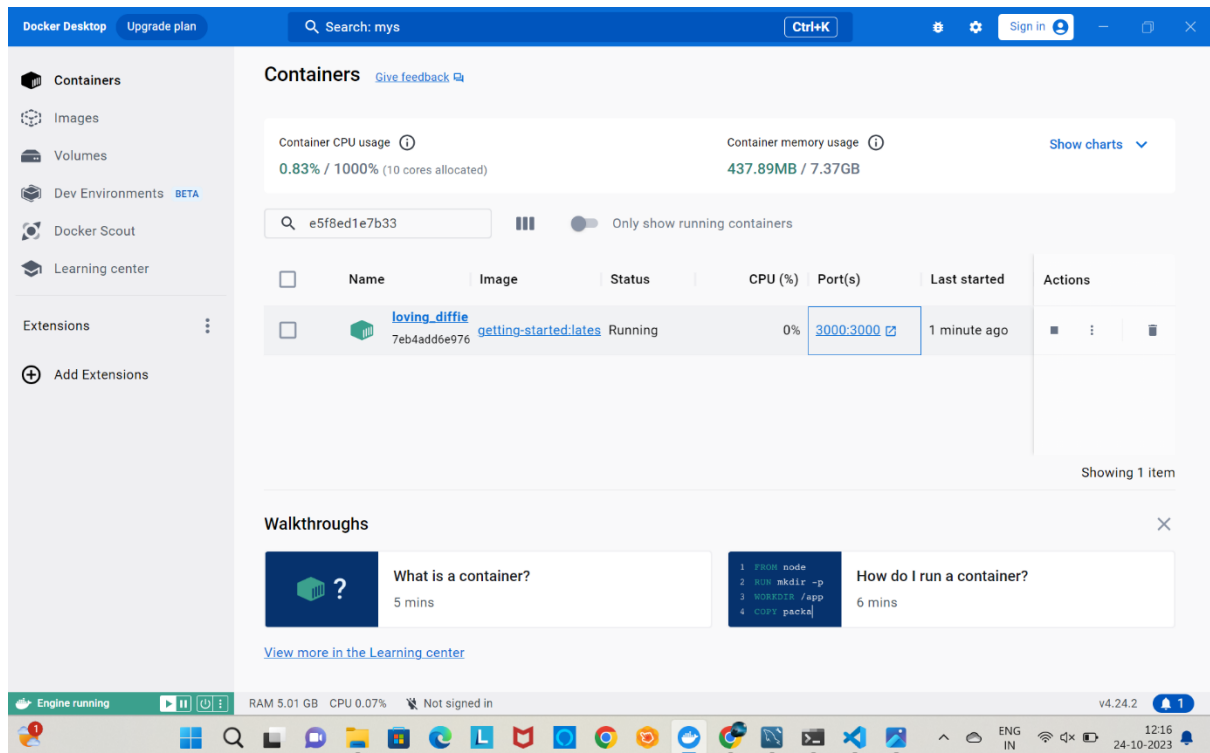 Docker Desktop Upgrade plan Search: mys Ctrl+K Sign in
Containers
Images
Volumes
Dev Environments BETA
Docker Scout
Learning center
Extensions
Add Extensions
Containers Give feedback
Container CPU usage
0.83% / 1000% (10 cores allocated)
Container memory usage
437.89MB / 7.37GB
Show charts
e5f8ed1e7b33 Only show running containers
Name Image Status CPU (%) Port(s) Last started Actions
loving_diffie
7eb4add6e976
getting-started:lates Running 0% 3000:3000 1 minute ago
Showing 1 item
Walkthroughs
?
What is a container?
5 mins
1 FROM node
2 RUN mkdir -p
3 WORKDIR /app
4 COPY packa
How do I run a container?
6 mins
View more in the Learning center
Engine running RAM 5.01 GB CPU 0.07% Not signed in v4.24.2 1
1 L ENG
IN
12:16
24-10-2023